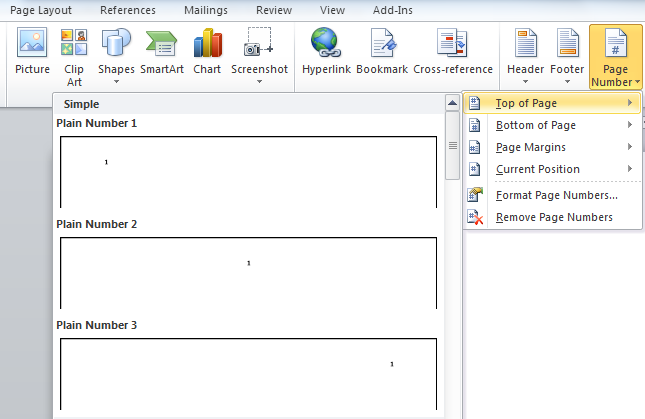 Page Layout References Mailings Review View Add-Ins
Picture Clip Art Shapes SmartArt Chart Screenshot Hyperlink Bookmark Cross-reference Header Footer Page Number
Simple
Plain Number 1
1
Plain Number 2
1
Plain Number 3
1
Top of Page
Bottom of Page
Page Margins
Current Position
Format Page Numbers...
Remove Page Numbers